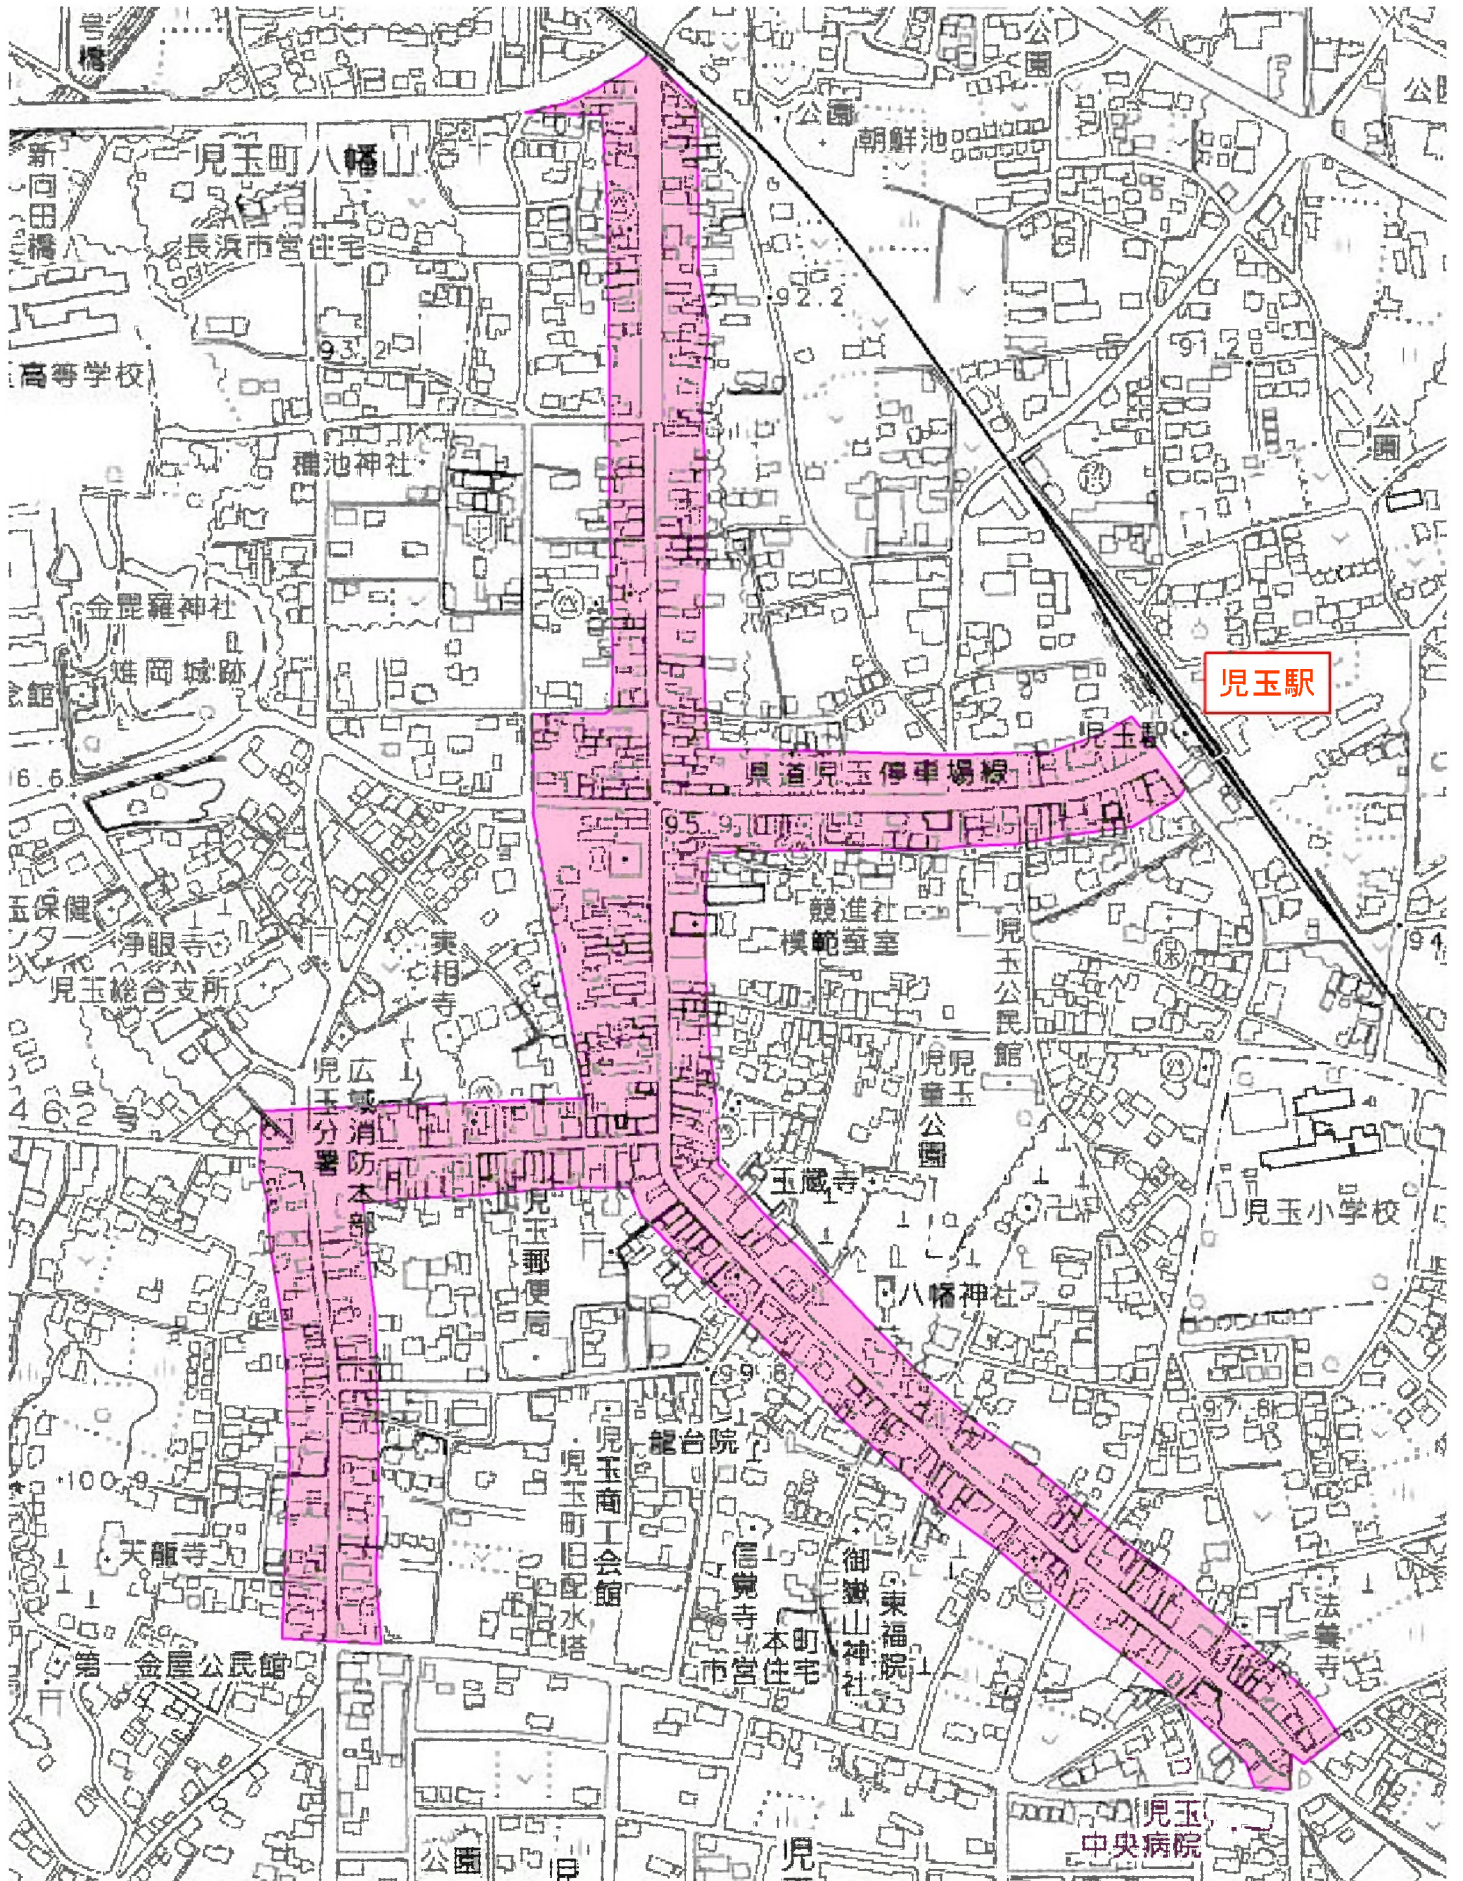 橋
公園
公園
朝鮮池
新向田橋
児玉町八幡山
長浜市営住宅
92.2
93.2
91.2
高等学校
公園
金毘羅神社
雉岡城跡
児玉駅
児玉駅
県道児玉停車場線
95.9
競進社
模範蚕室
浄眼寺
児玉総合支所
実相寺
児玉公民館
児玉
児童公園
462号
広域消防本部
児玉分署
玉蔵寺
児玉小学校
児玉郵便局
八幡神社
99.8
97.8
龍台院
児玉商工会館
児玉町旧配水塔
100.9
天龍寺
信覚寺
御嶽山神社
東福院
法養寺
本町
市営住宅
第一金屋公民館
児玉
中央病院
公園
児